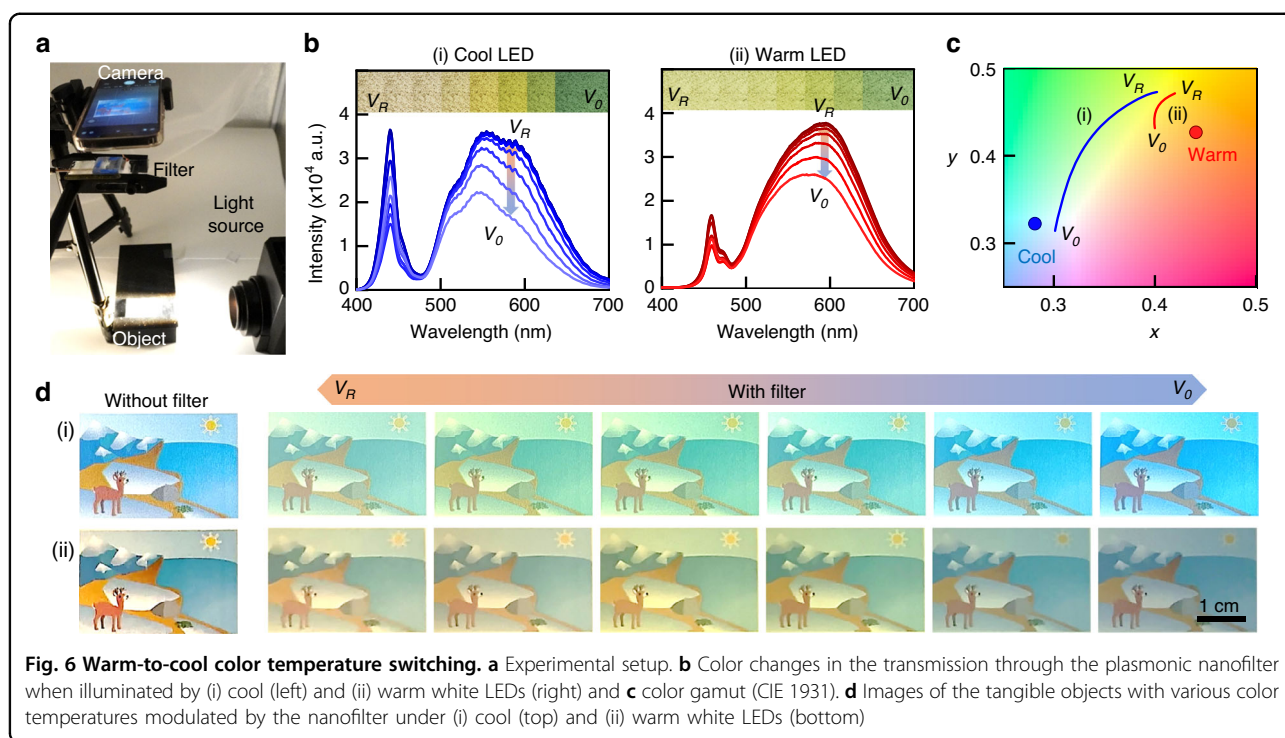 a
Camera
Filter
Light
source
Object
b
(i) Cool LED
V_R
V_0
Intensity (x10⁴ a.u.)
4
3
2
1
0
V_R
V_0
400 500 600 700
Wavelength (nm)
(ii) Warm LED
V_R
V_0
4
3
2
1
0
V_R
V_0
400 500 600 700
Wavelength (nm)
c
0.5
0.4
0.3
y
V_R
(i)
V_R
(ii)
V_0
Warm
V_0
Cool
0.3 0.4 0.5
x
d
Without filter
V_R With filter V_0
(i)
(ii)
1 cm
Fig. 6 Warm-to-cool color temperature switching. a Experimental setup. b Color changes in the transmission through the plasmonic nanofilter
when illuminated by (i) cool (left) and (ii) warm white LEDs (right) and c color gamut (CIE 1931). d Images of the tangible objects with various color
temperatures modulated by the nanofilter under (i) cool (top) and (ii) warm white LEDs (bottom)